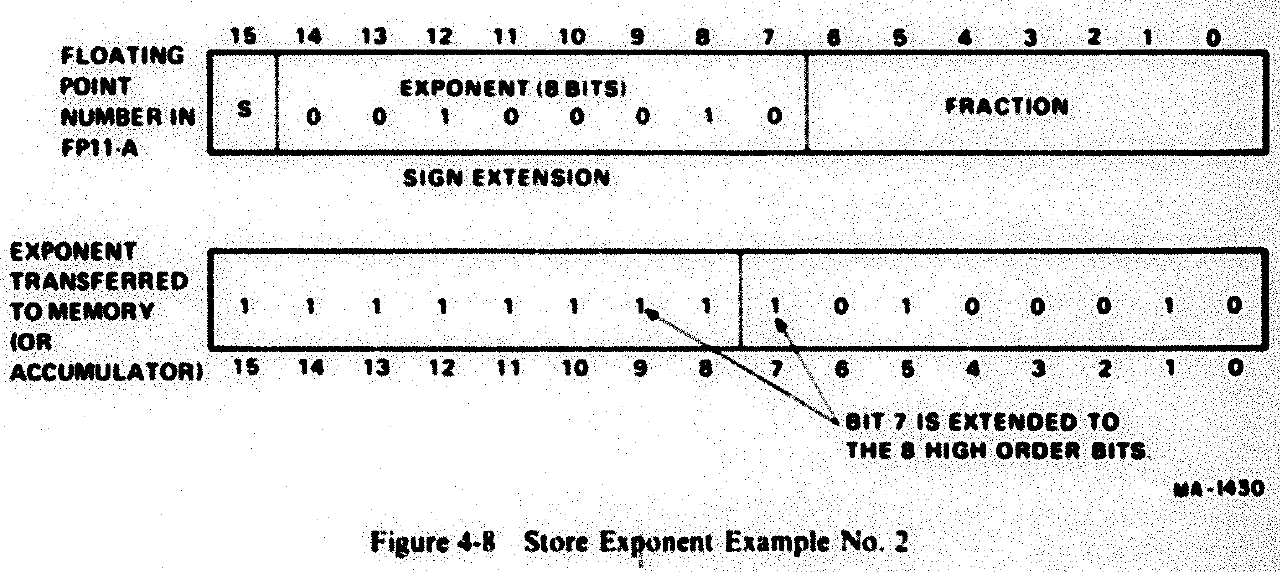 15 14 13 12 11 10 9 8 7 6 5 4 3 2 1 0
FLOATING
POINT
NUMBER IN
FP11-A
EXPONENT (8 BITS)
S 0 0 1 0 0 0 1 0
FRACTION
SIGN EXTENSION
EXPONENT
TRANSFERRED
TO MEMORY
(OR
ACCUMULATOR)
1 1 1 1 1 1 1 1 1 0 1 0 0 0 1 0
15 14 13 12 11 10 9 8 7 6 5 4 3 2 1 0
BIT 7 IS EXTENDED TO
THE 8 HIGH ORDER BITS.
MA-1430
Figure 4-8 Store Exponent Example No. 2